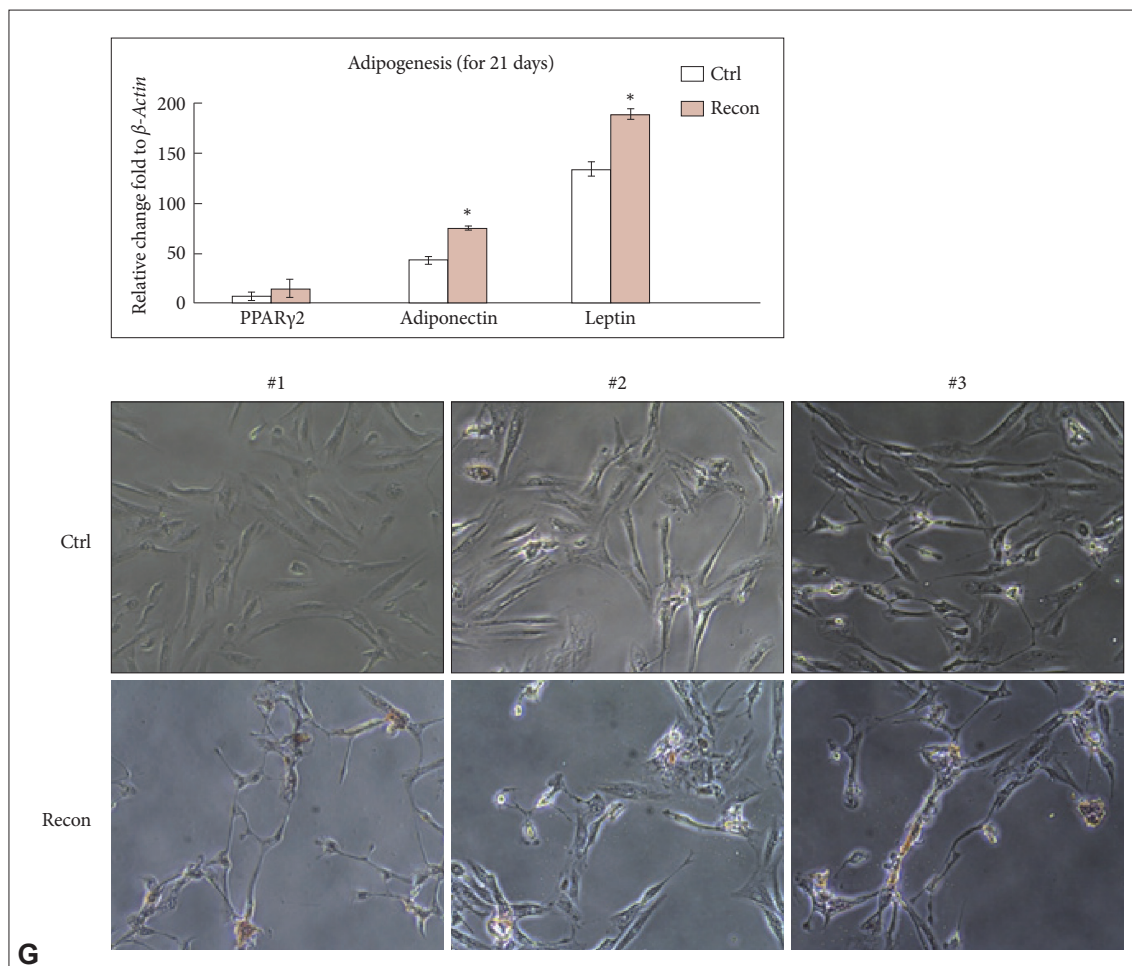 Adipogenesis (for 21 days)
Ctrl
Recon
Relative change fold to β-Actin
200
150
100
50
0
*
*
PPARγ2
Adiponectin
Leptin
#1
#2
#3
Ctrl
Recon
G